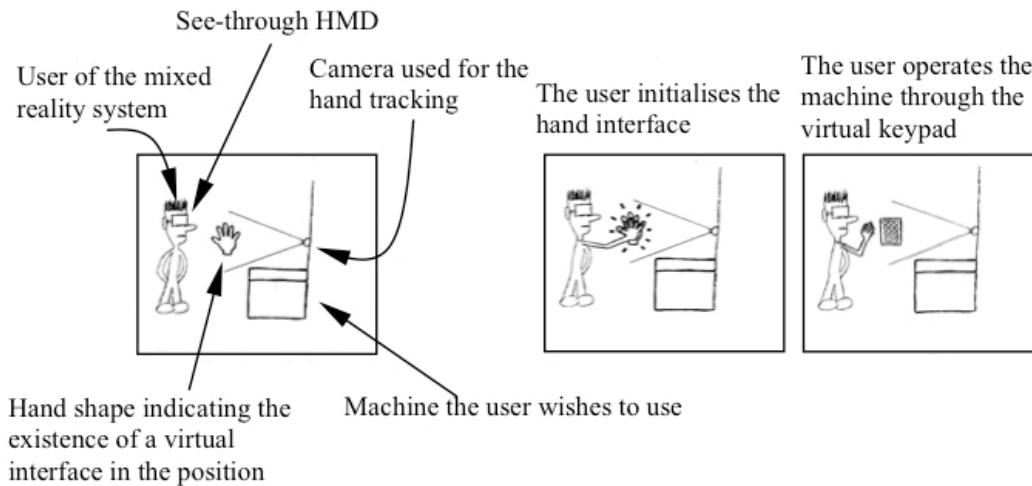 See-through HMD
User of the mixed
reality system
Camera used for the
hand tracking
The user initialises the
hand interface
The user operates the
machine through the
virtual keypad
Hand shape indicating the
existence of a virtual
interface in the position
Machine the user wishes to use